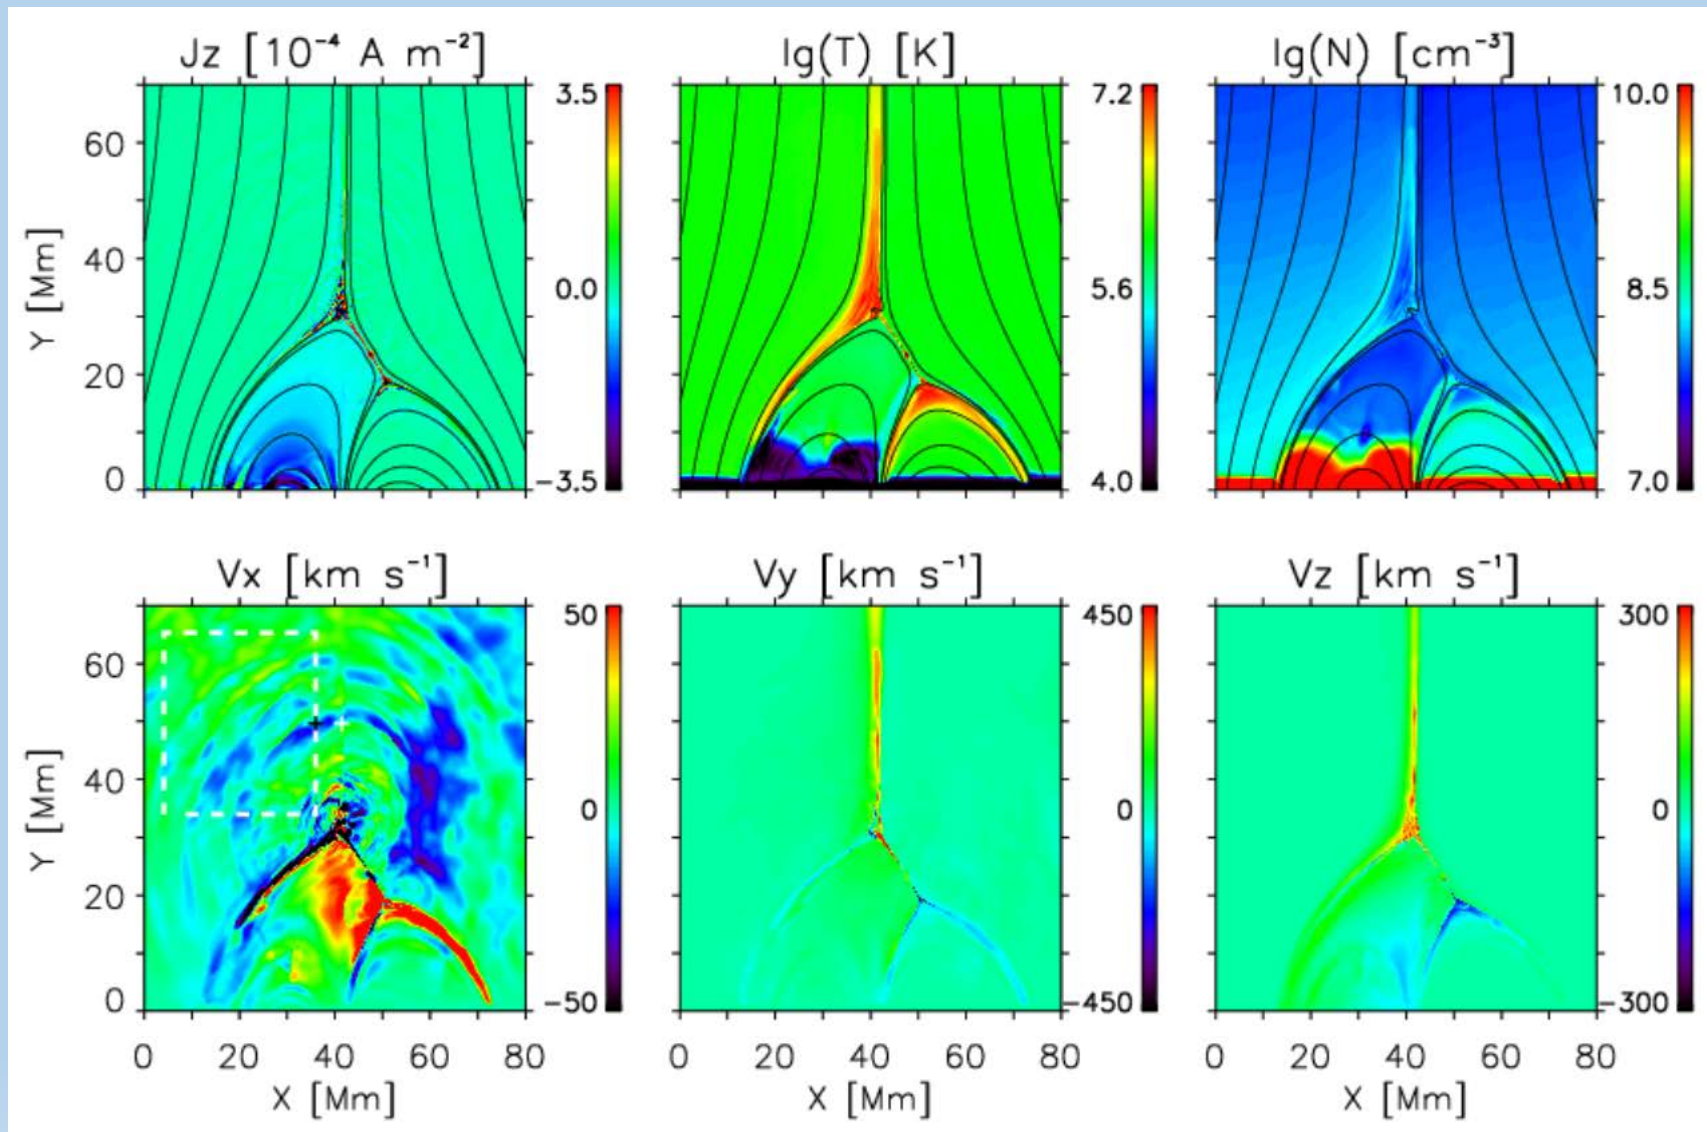 Jz [10⁻⁴ A m⁻²]
lg(T) [K]
lg(N) [cm⁻³]
3.5
0.0
−3.5
7.2
5.6
4.0
10.0
8.5
7.0
60
40
20
0
Y [Mm]
Vx [km s⁻¹]
Vy [km s⁻¹]
Vz [km s⁻¹]
50
0
−50
450
0
−450
300
0
−300
60
40
20
0
Y [Mm]
0 20 40 60 80
0 20 40 60 80
0 20 40 60 80
X [Mm]
X [Mm]
X [Mm]